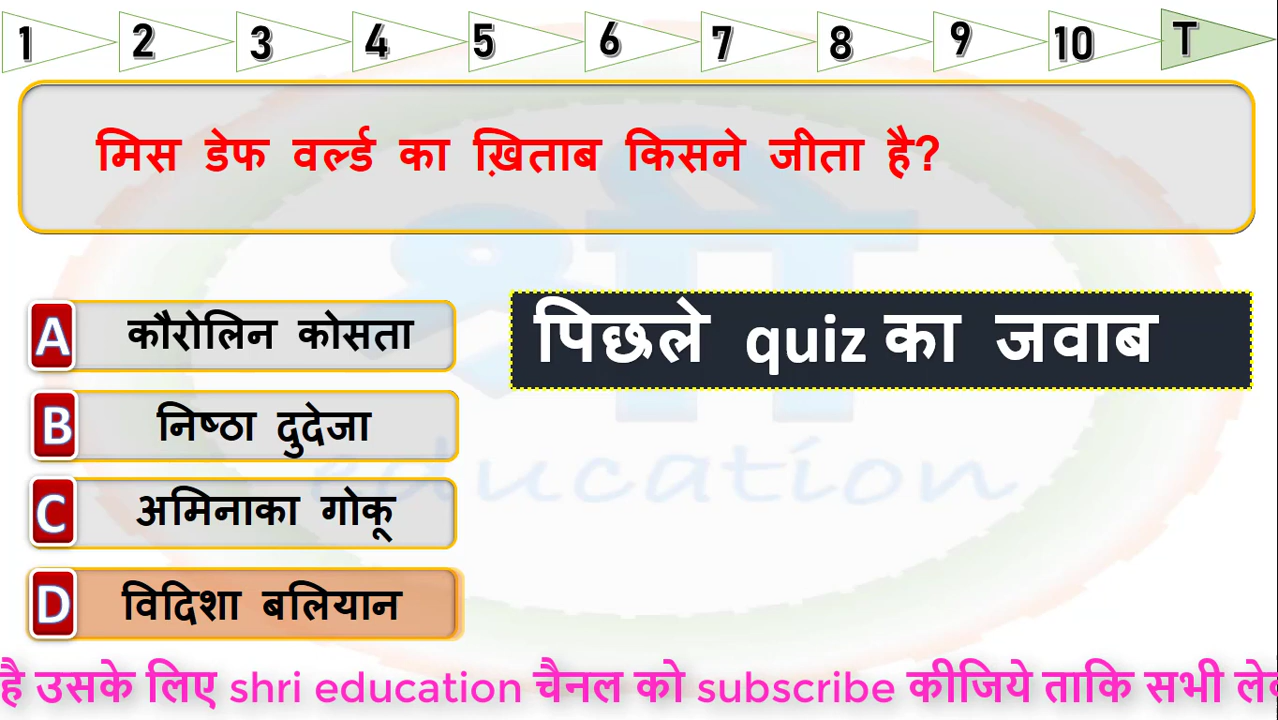 1 2 3 4 5 6 7 8 9 10 T
मिस डेफ वर्ल्ड का ख़िताब किसने जीता है?
A कौरोलिन कोसता
पिछले quiz का जवाब
B निष्ठा दुदेजा
C अमिनाका गोकू
D विदिशा बलियान
श्री
education
है उसके लिए shri education चैनल को subscribe कीजिये ताकि सभी